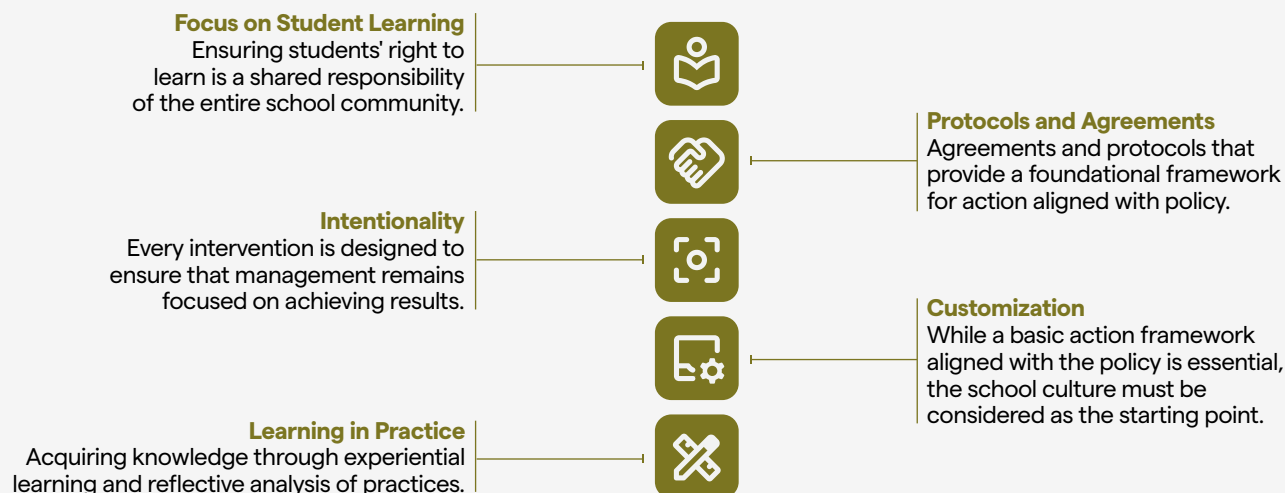 Focus on Student Learning
Ensuring students' right to
learn is a shared responsibility
of the entire school community.
Protocols and Agreements
Agreements and protocols that
provide a foundational framework
for action aligned with policy.
Intentionality
Every intervention is designed to
ensure that management remains
focused on achieving results.
Customization
While a basic action framework
aligned with the policy is essential,
the school culture must be
considered as the starting point.
Learning in Practice
Acquiring knowledge through experiential
learning and reflective analysis of practices.